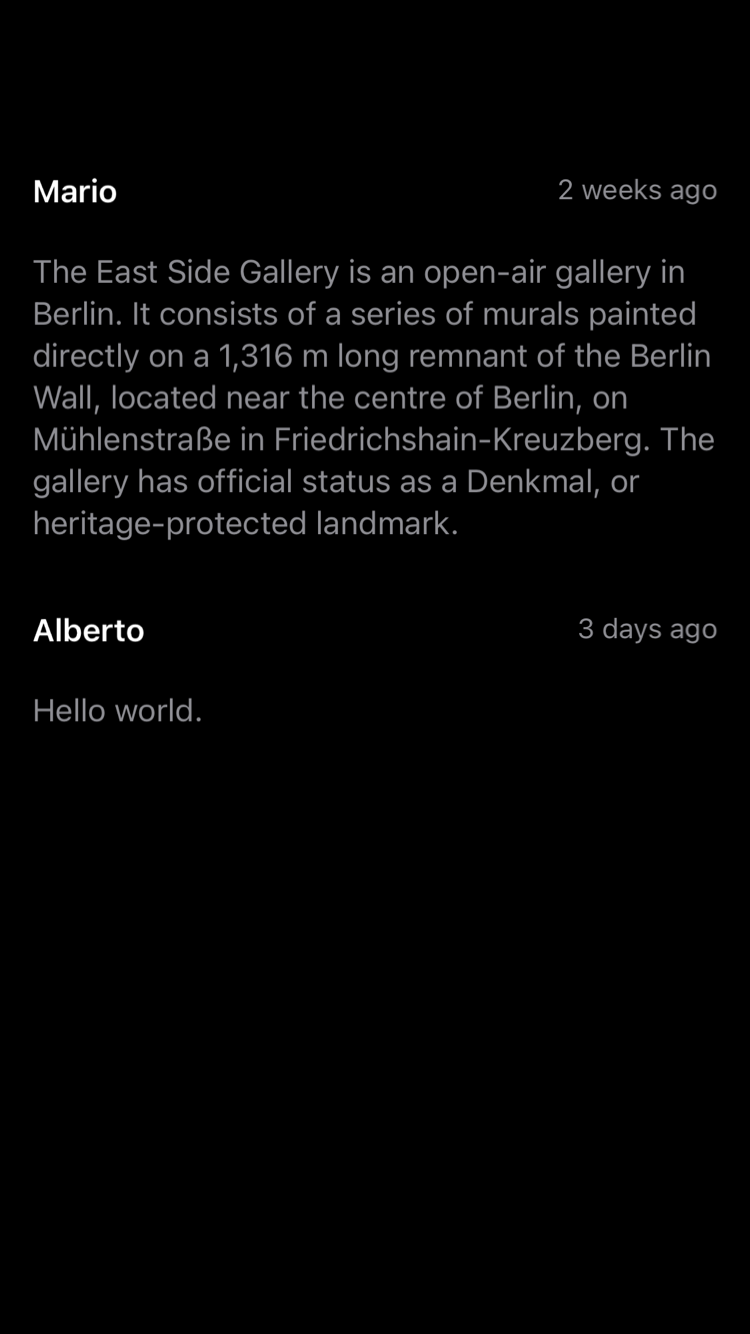 Mario 2 weeks ago
The East Side Gallery is an open-air gallery in
Berlin. It consists of a series of murals painted
directly on a 1,316 m long remnant of the Berlin
Wall, located near the centre of Berlin, on
Mühlenstraße in Friedrichshain-Kreuzberg. The
gallery has official status as a Denkmal, or
heritage-protected landmark.
Alberto 3 days ago
Hello world.